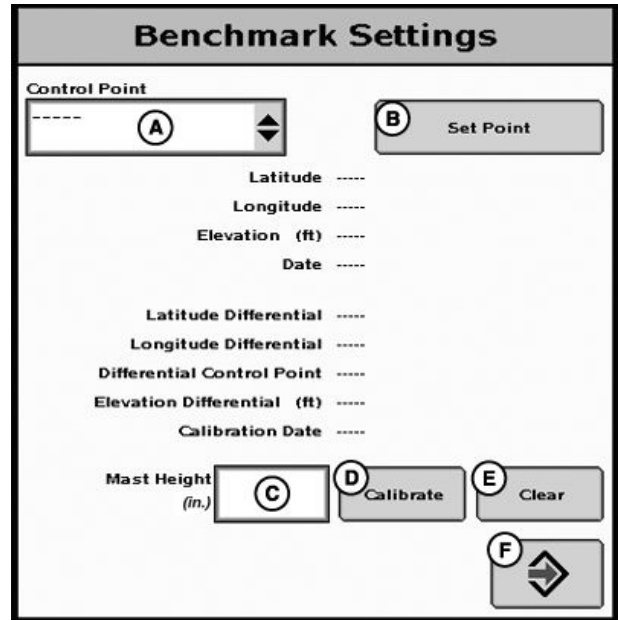 Benchmark Settings
Control Point
-----
A
B
Set Point
Latitude -----
Longitude -----
Elevation (ft) -----
Date -----
Latitude Differential -----
Longitude Differential -----
Differential Control Point -----
Elevation Differential (ft) -----
Calibration Date -----
Mast Height
(in.)
C
D
Calibrate
E
Clear
F